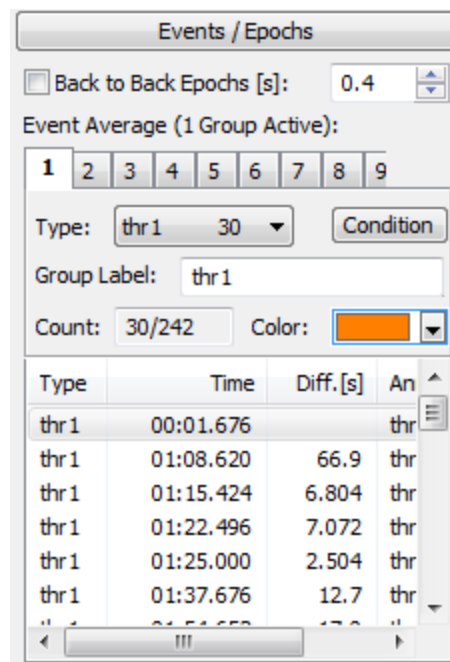 Events / Epochs
Back to Back Epochs [s]: 0.4
Event Average (1 Group Active):
1 2 3 4 5 6 7 8 9
Type: thr1 30 Condition
Group Label: thr1
Count: 30/242 Color:
Type Time Diff.[s] An
thr1 00:01.676 thr
thr1 01:08.620 66.9 thr
thr1 01:15.424 6.804 thr
thr1 01:22.496 7.072 thr
thr1 01:25.000 2.504 thr
thr1 01:37.676 12.7 thr